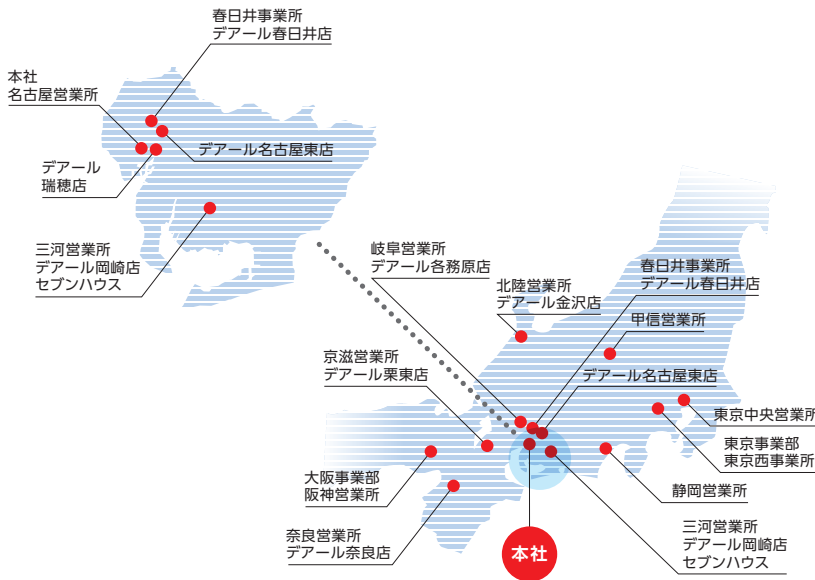 春日井事業所
デアール春日井店
本社
名古屋営業所
デアール名古屋東店
デアール
瑞穂店
三河営業所
デアール岡崎店
セブンハウス
岐阜営業所
デアール各務原店
春日井事業所
デアール春日井店
北陸営業所
デアール金沢店
甲信営業所
京滋営業所
デアール栗東店
デアール名古屋東店
東京中央営業所
東京事業部
東京西事業所
大阪事業部
阪神営業所
静岡営業所
奈良営業所
デアール奈良店
本社
三河営業所
デアール岡崎店
セブンハウス